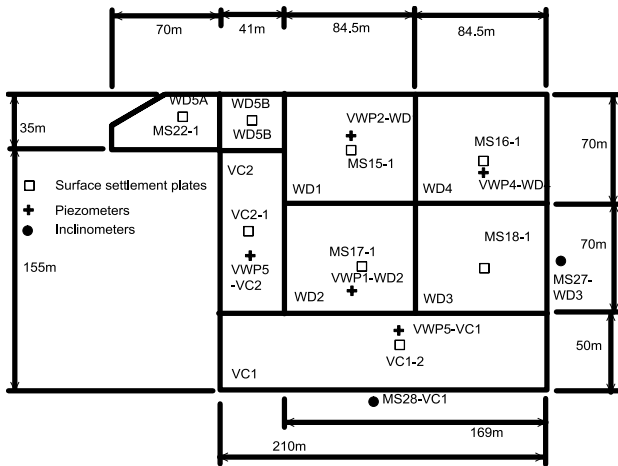 70m
41m
84.5m
84.5m
35m
155m
WD5A
MS22-1
WD5B
WD5B
VWP2-WD
MS15-1
WD1
MS16-1
VWP4-WD4
WD4
70m
VC2
VC2-1
VWP5
-VC2
Surface settlement plates
Piezometers
Inclinometers
MS17-1
VWP1-WD2
WD2
MS18-1
WD3
70m
MS27-
WD3
VWP5-VC1
VC1-2
VC1
50m
MS28-VC1
169m
210m